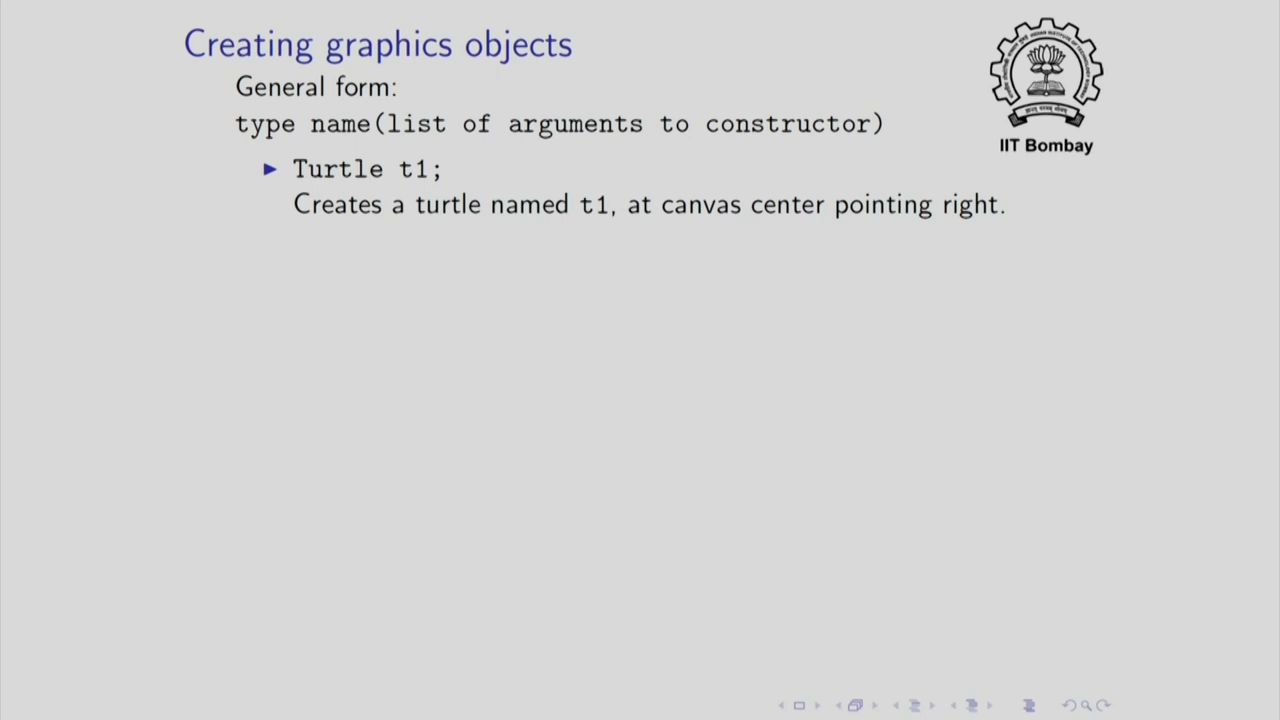 Creating graphics objects
General form:
type name(list of arguments to constructor)
Turtle t1;
Creates a turtle named t1, at canvas center pointing right.
IIT Bombay